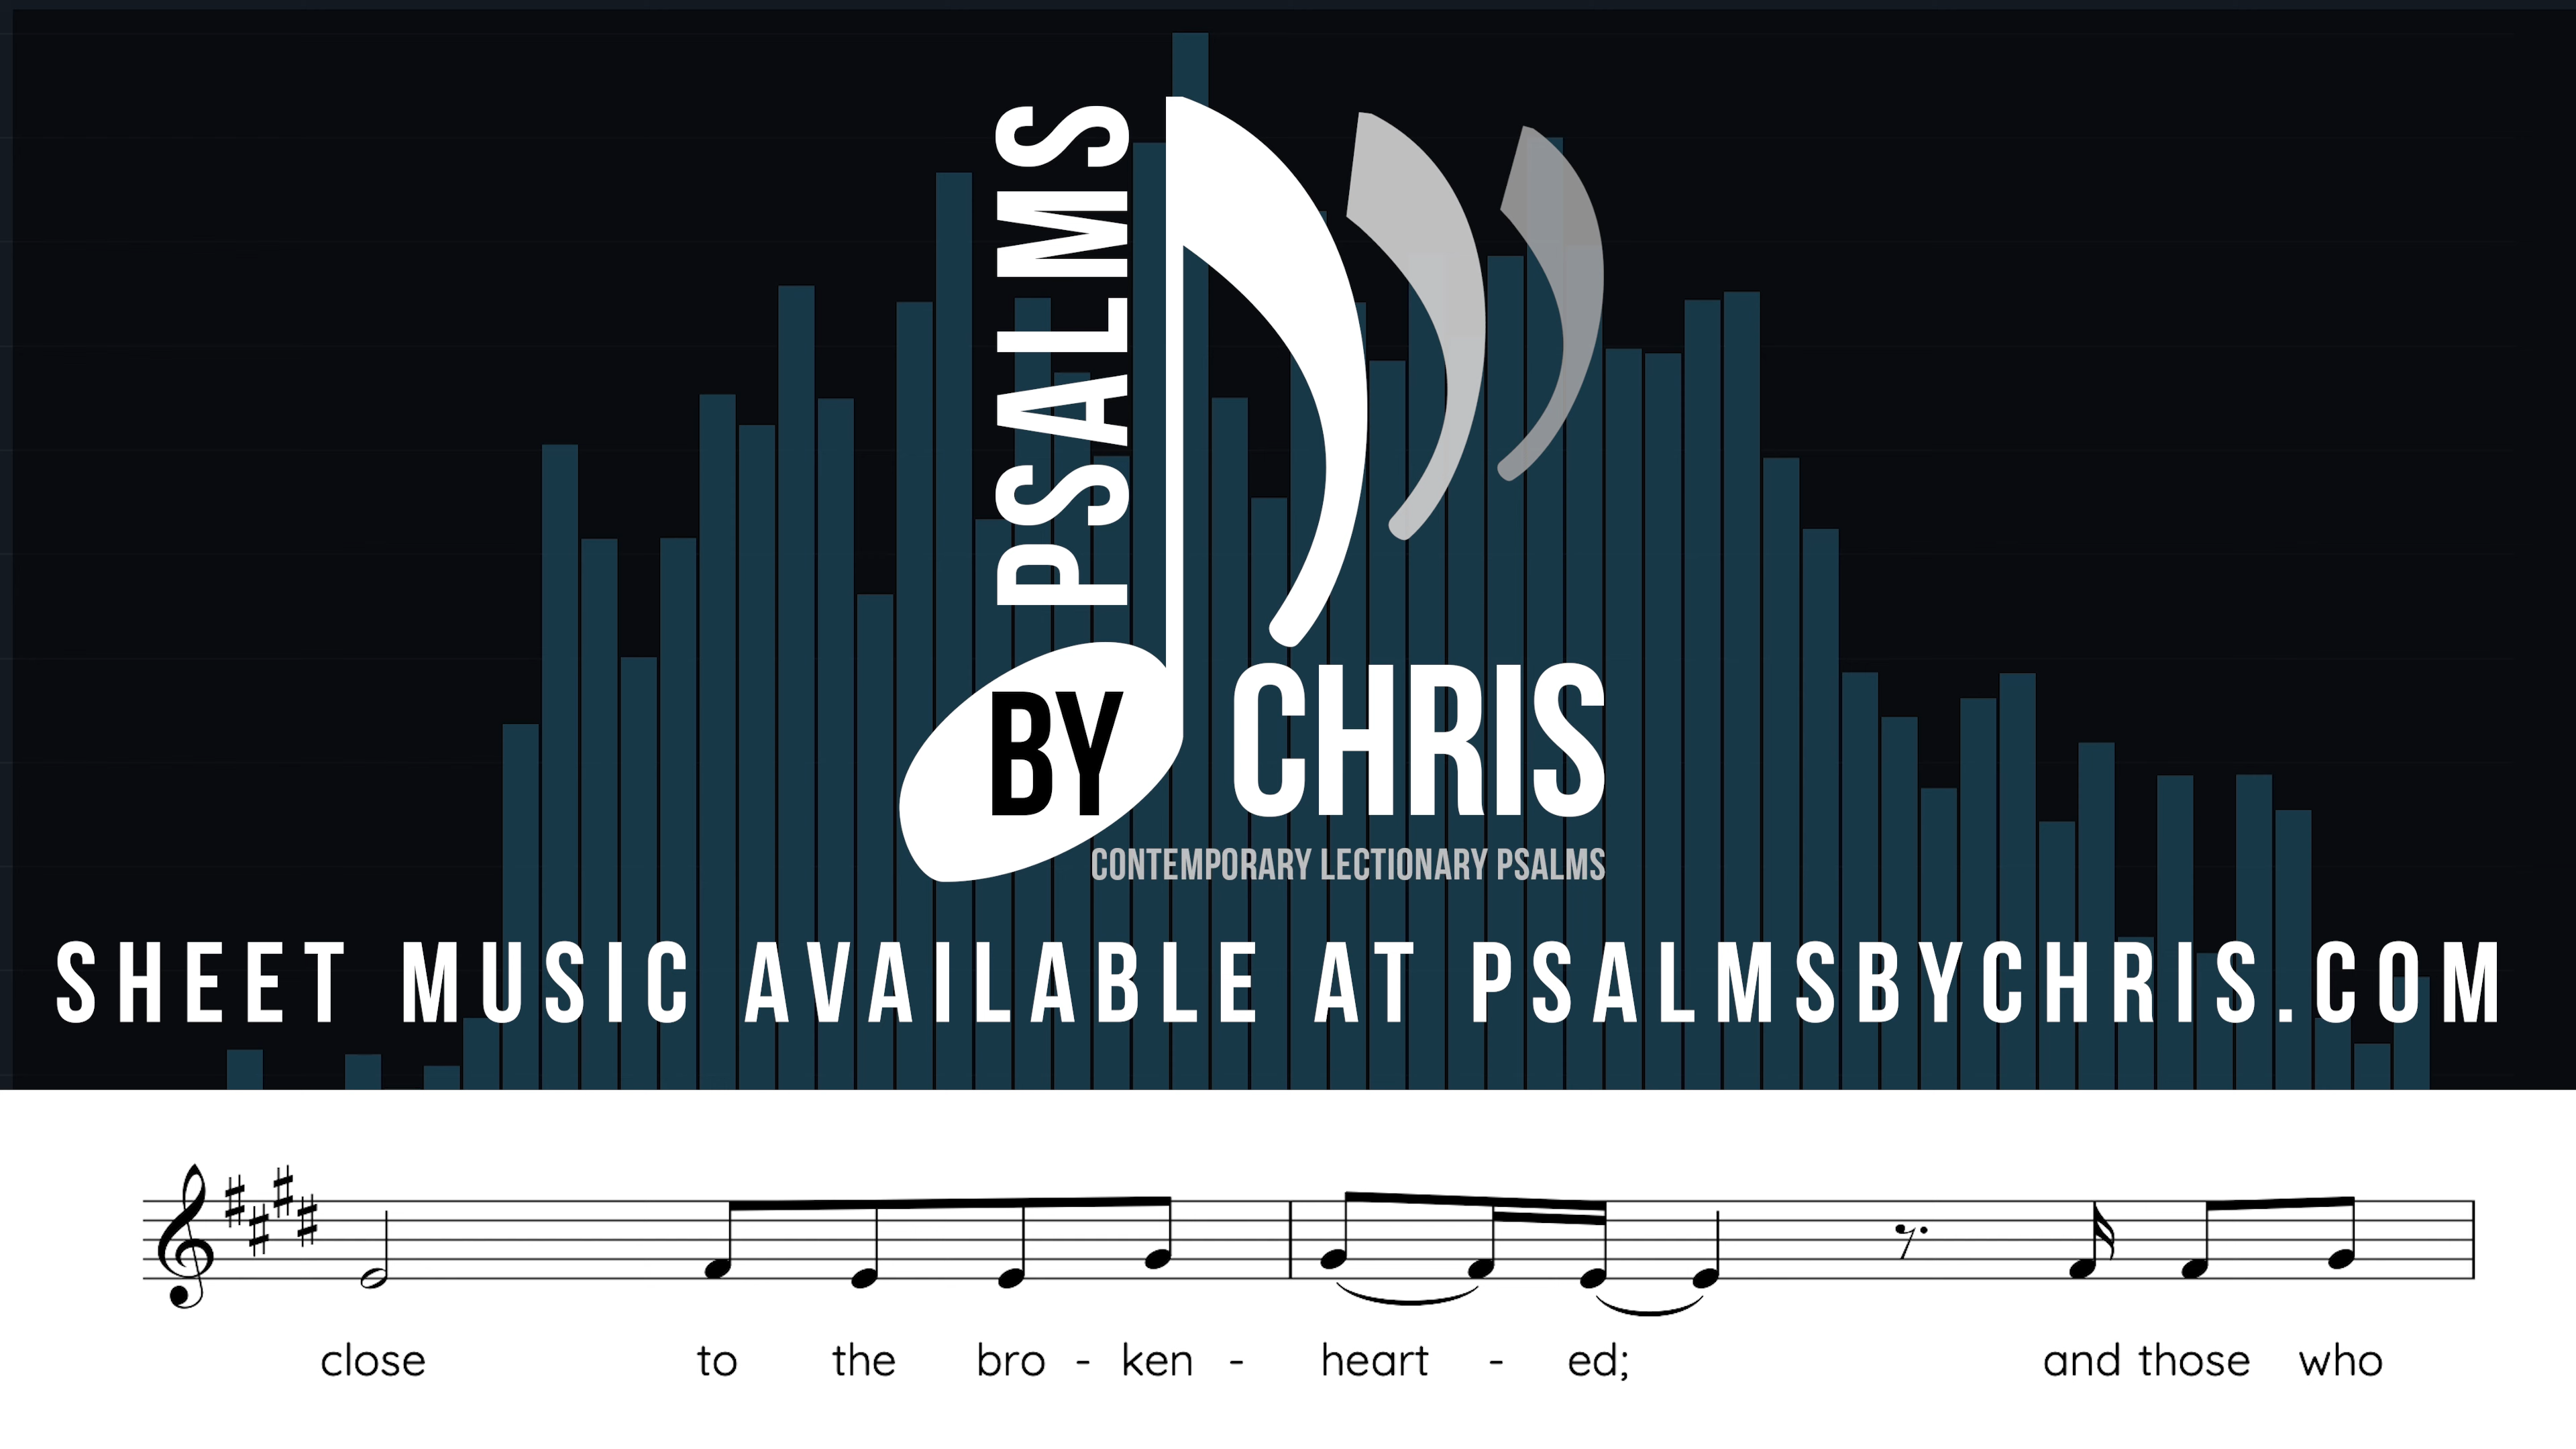 PSALMS
BY CHRIS
CONTEMPORARY LECTIONARY PSALMS
SHEET MUSIC AVAILABLE AT PSALMSBYCHRIS.COM
close to the bro - ken - heart - ed; and those who